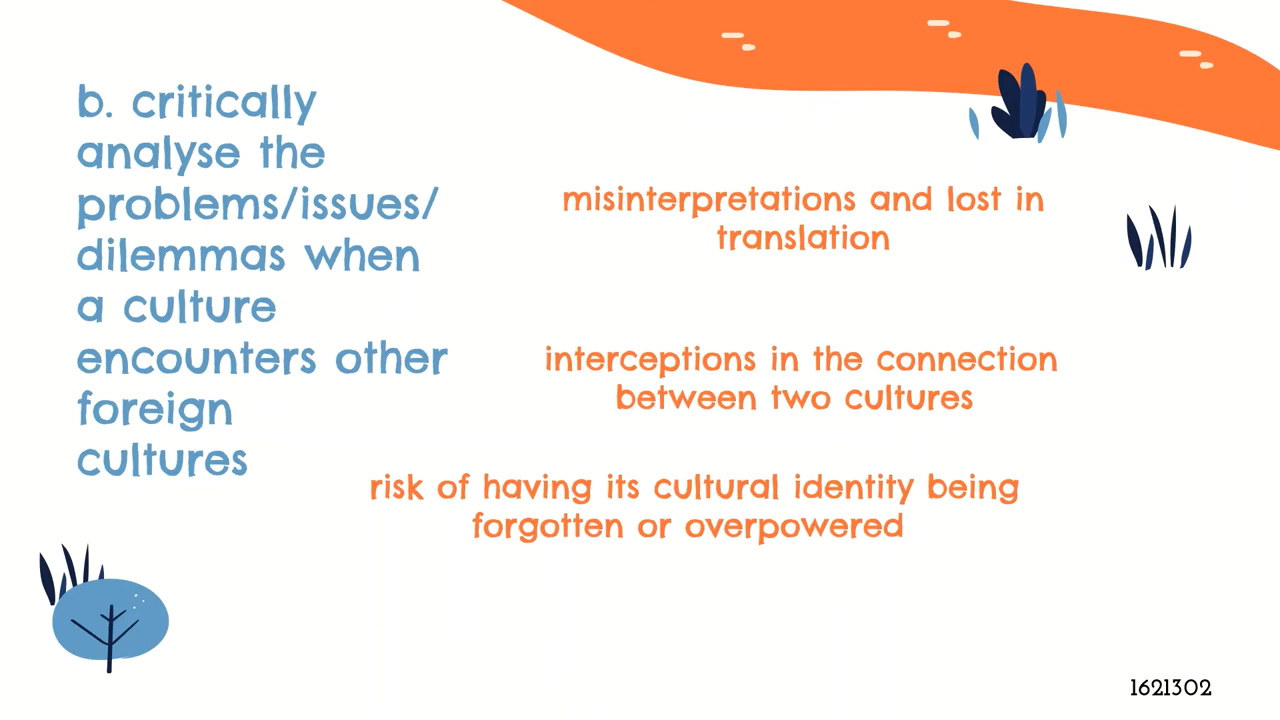 b. critically
analyse the
problems/issues/
dilemmas when
a culture
encounters other
foreign
cultures
misinterpretations and lost in
translation
interceptions in the connection
between two cultures
risk of having its cultural identity being
forgotten or overpowered
1621302